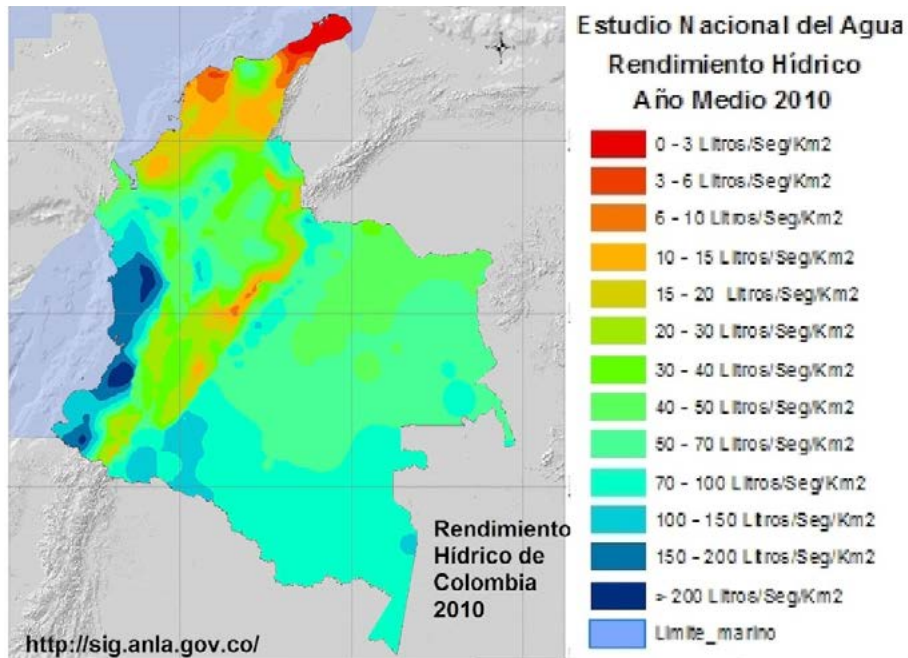 Estudio Nacional del Agua
Rendimiento Hídrico
Año Medio 2010
0 - 3 Litros/Seg/Km2
3 - 6 Litros/Seg/Km2
6 - 10 Litros/Seg/Km2
10 - 15 Litros/Seg/Km2
15 - 20 Litros/Seg/Km2
20 - 30 Litros/Seg/Km2
30 - 40 Litros/Seg/Km2
40 - 50 Litros/Seg/Km2
50 - 70 Litros/Seg/Km2
70 - 100 Litros/Seg/Km2
100 - 150 Litros/Seg/Km2
150 - 200 Litros/Seg/Km2
> 200 Litros/Seg/Km2
Limite_marino
Rendimiento
Hídrico de
Colombia
2010
http://sig.anla.gov.co/